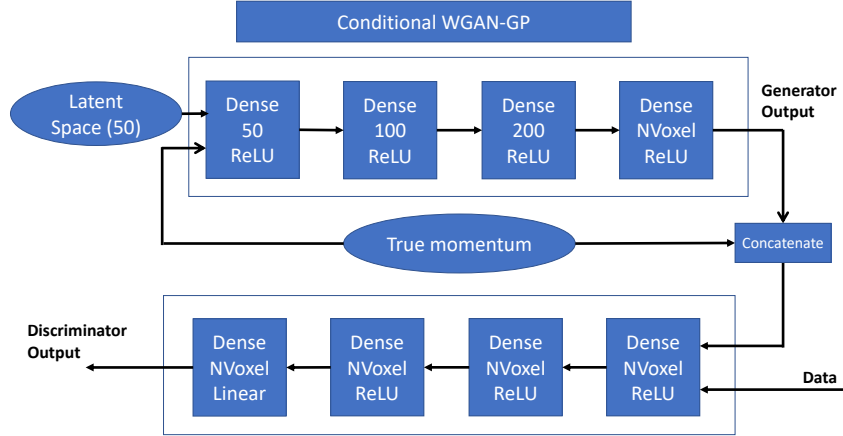 Conditional WGAN-GP
Latent
Space (50)
Dense
50
ReLU
Dense
100
ReLU
Dense
200
ReLU
Dense
NVoxel
ReLU
Generator
Output
True momentum
Concatenate
Discriminator
Output
Dense
NVoxel
Linear
Dense
NVoxel
ReLU
Dense
NVoxel
ReLU
Dense
NVoxel
ReLU
Data